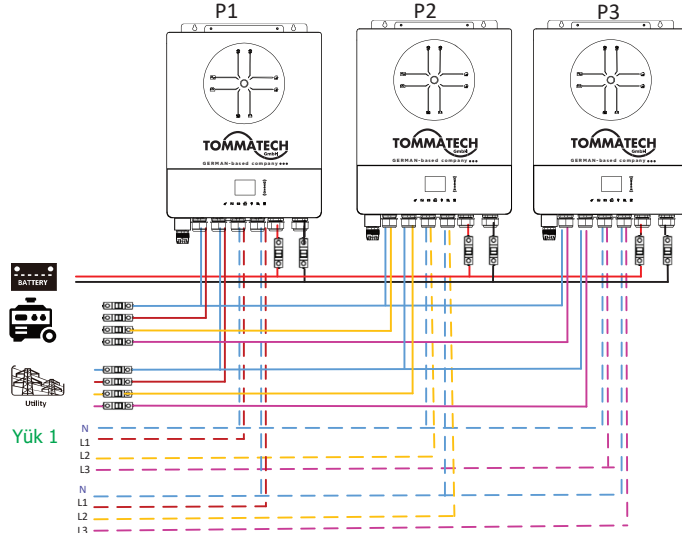 P1
P2
P3
TOMMATECH
GmbH
GERMAN-based company
TOMMATECH
GmbH
GERMAN-based company
TOMMATECH
GmbH
GERMAN-based company
BATTERY
Utility
Yük 1
N
L1
L2
L3
N
L1
L2
L3